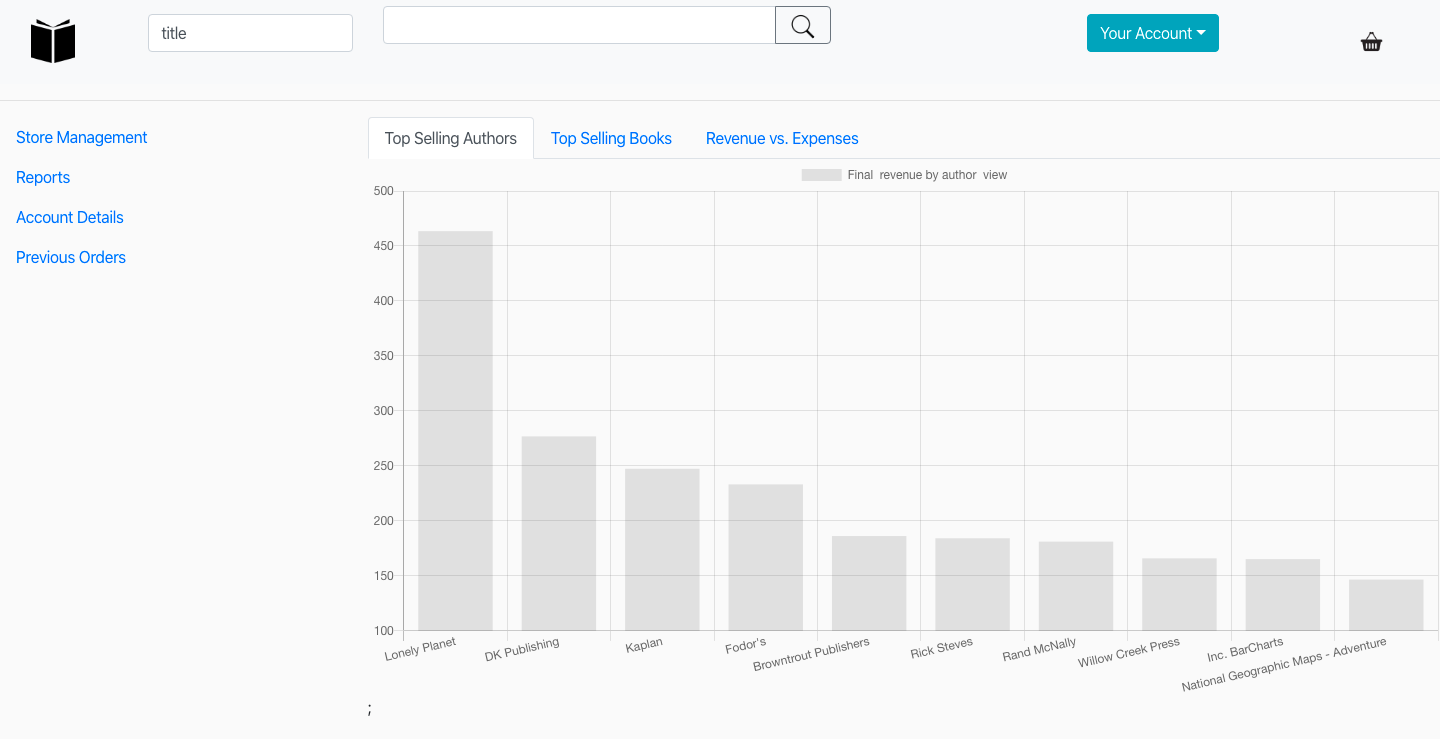 title
Your Account
Store Management
Reports
Account Details
Previous Orders
Top Selling Authors
Top Selling Books
Revenue vs. Expenses
Final  revenue by author  view
500
450
400
350
300
250
200
150
100
Lonely Planet
DK Publishing
Kaplan
Fodor's
Browntrout Publishers
Rick Steves
Rand McNally
Willow Creek Press
Inc. BarCharts
National Geographic Maps - Adventure
;